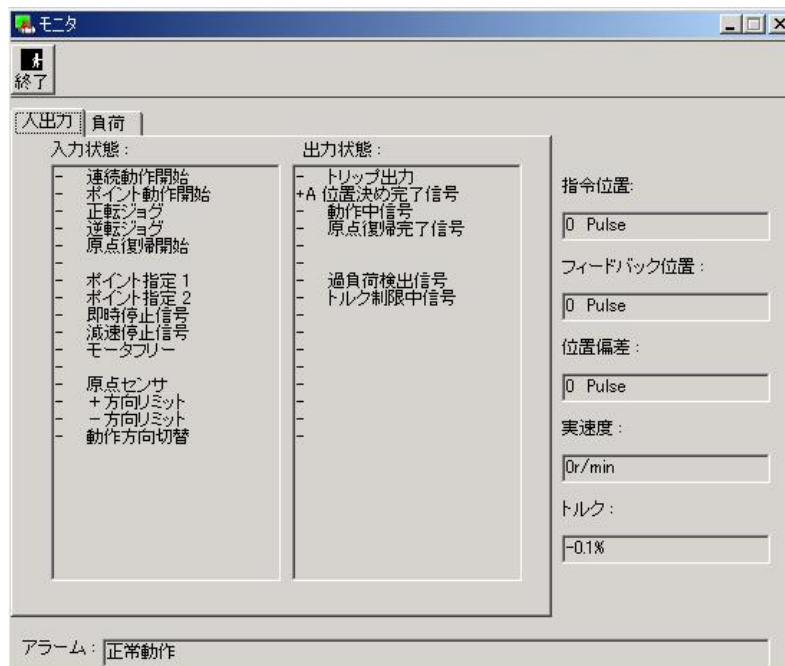 モニタ
終了
入出力 負荷
入力状態：
- 連続動作開始
- ポイント動作開始
- 正転ジョグ
- 逆転ジョグ
- 原点復帰開始
-
- ポイント指定1
- ポイント指定2
- 即時停止信号
- 減速停止信号
- モータフリー
-
- 原点センサ
- +方向リミット
- -方向リミット
- 動作方向切替
出力状態：
- トリップ出力
+A 位置決め完了信号
- 動作中信号
- 原点復帰完了信号
-
-
- 過負荷検出信号
- トルク制限中信号
-
-
-
-
-
-
-
-
指令位置:
0 Pulse
フィードバック位置：
0 Pulse
位置偏差：
0 Pulse
実速度：
0r/min
トルク：
-0.1%
アラーム：正常動作